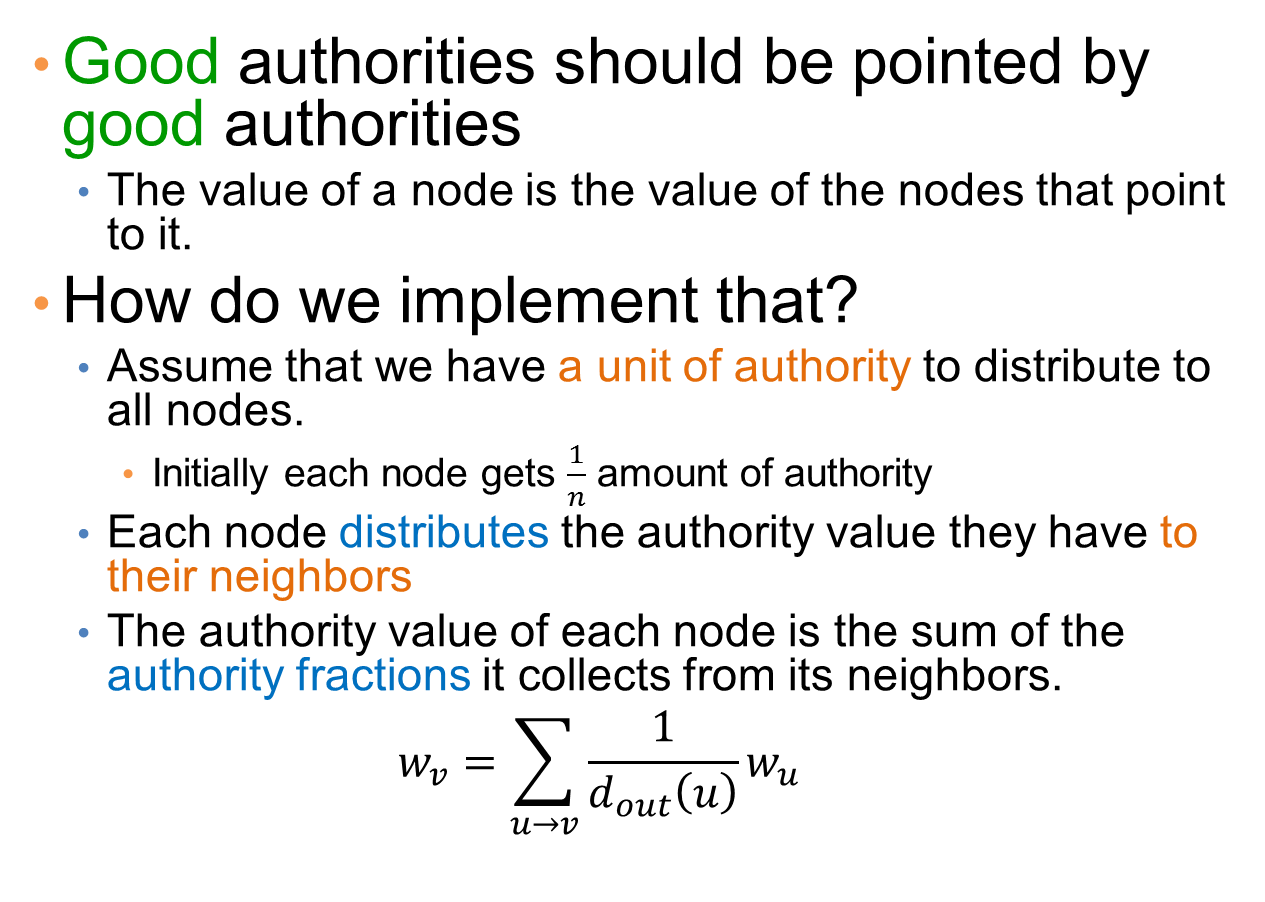 • Good authorities should be pointed by
good authorities
• The value of a node is the value of the nodes that point
to it.
• How do we implement that?
• Assume that we have a unit of authority to distribute to
all nodes.
• Initially each node gets 1/n amount of authority
• Each node distributes the authority value they have to
their neighbors
• The authority value of each node is the sum of the
authority fractions it collects from its neighbors.
w_v = ∑_{u→v} 1/d_out(u) w_u